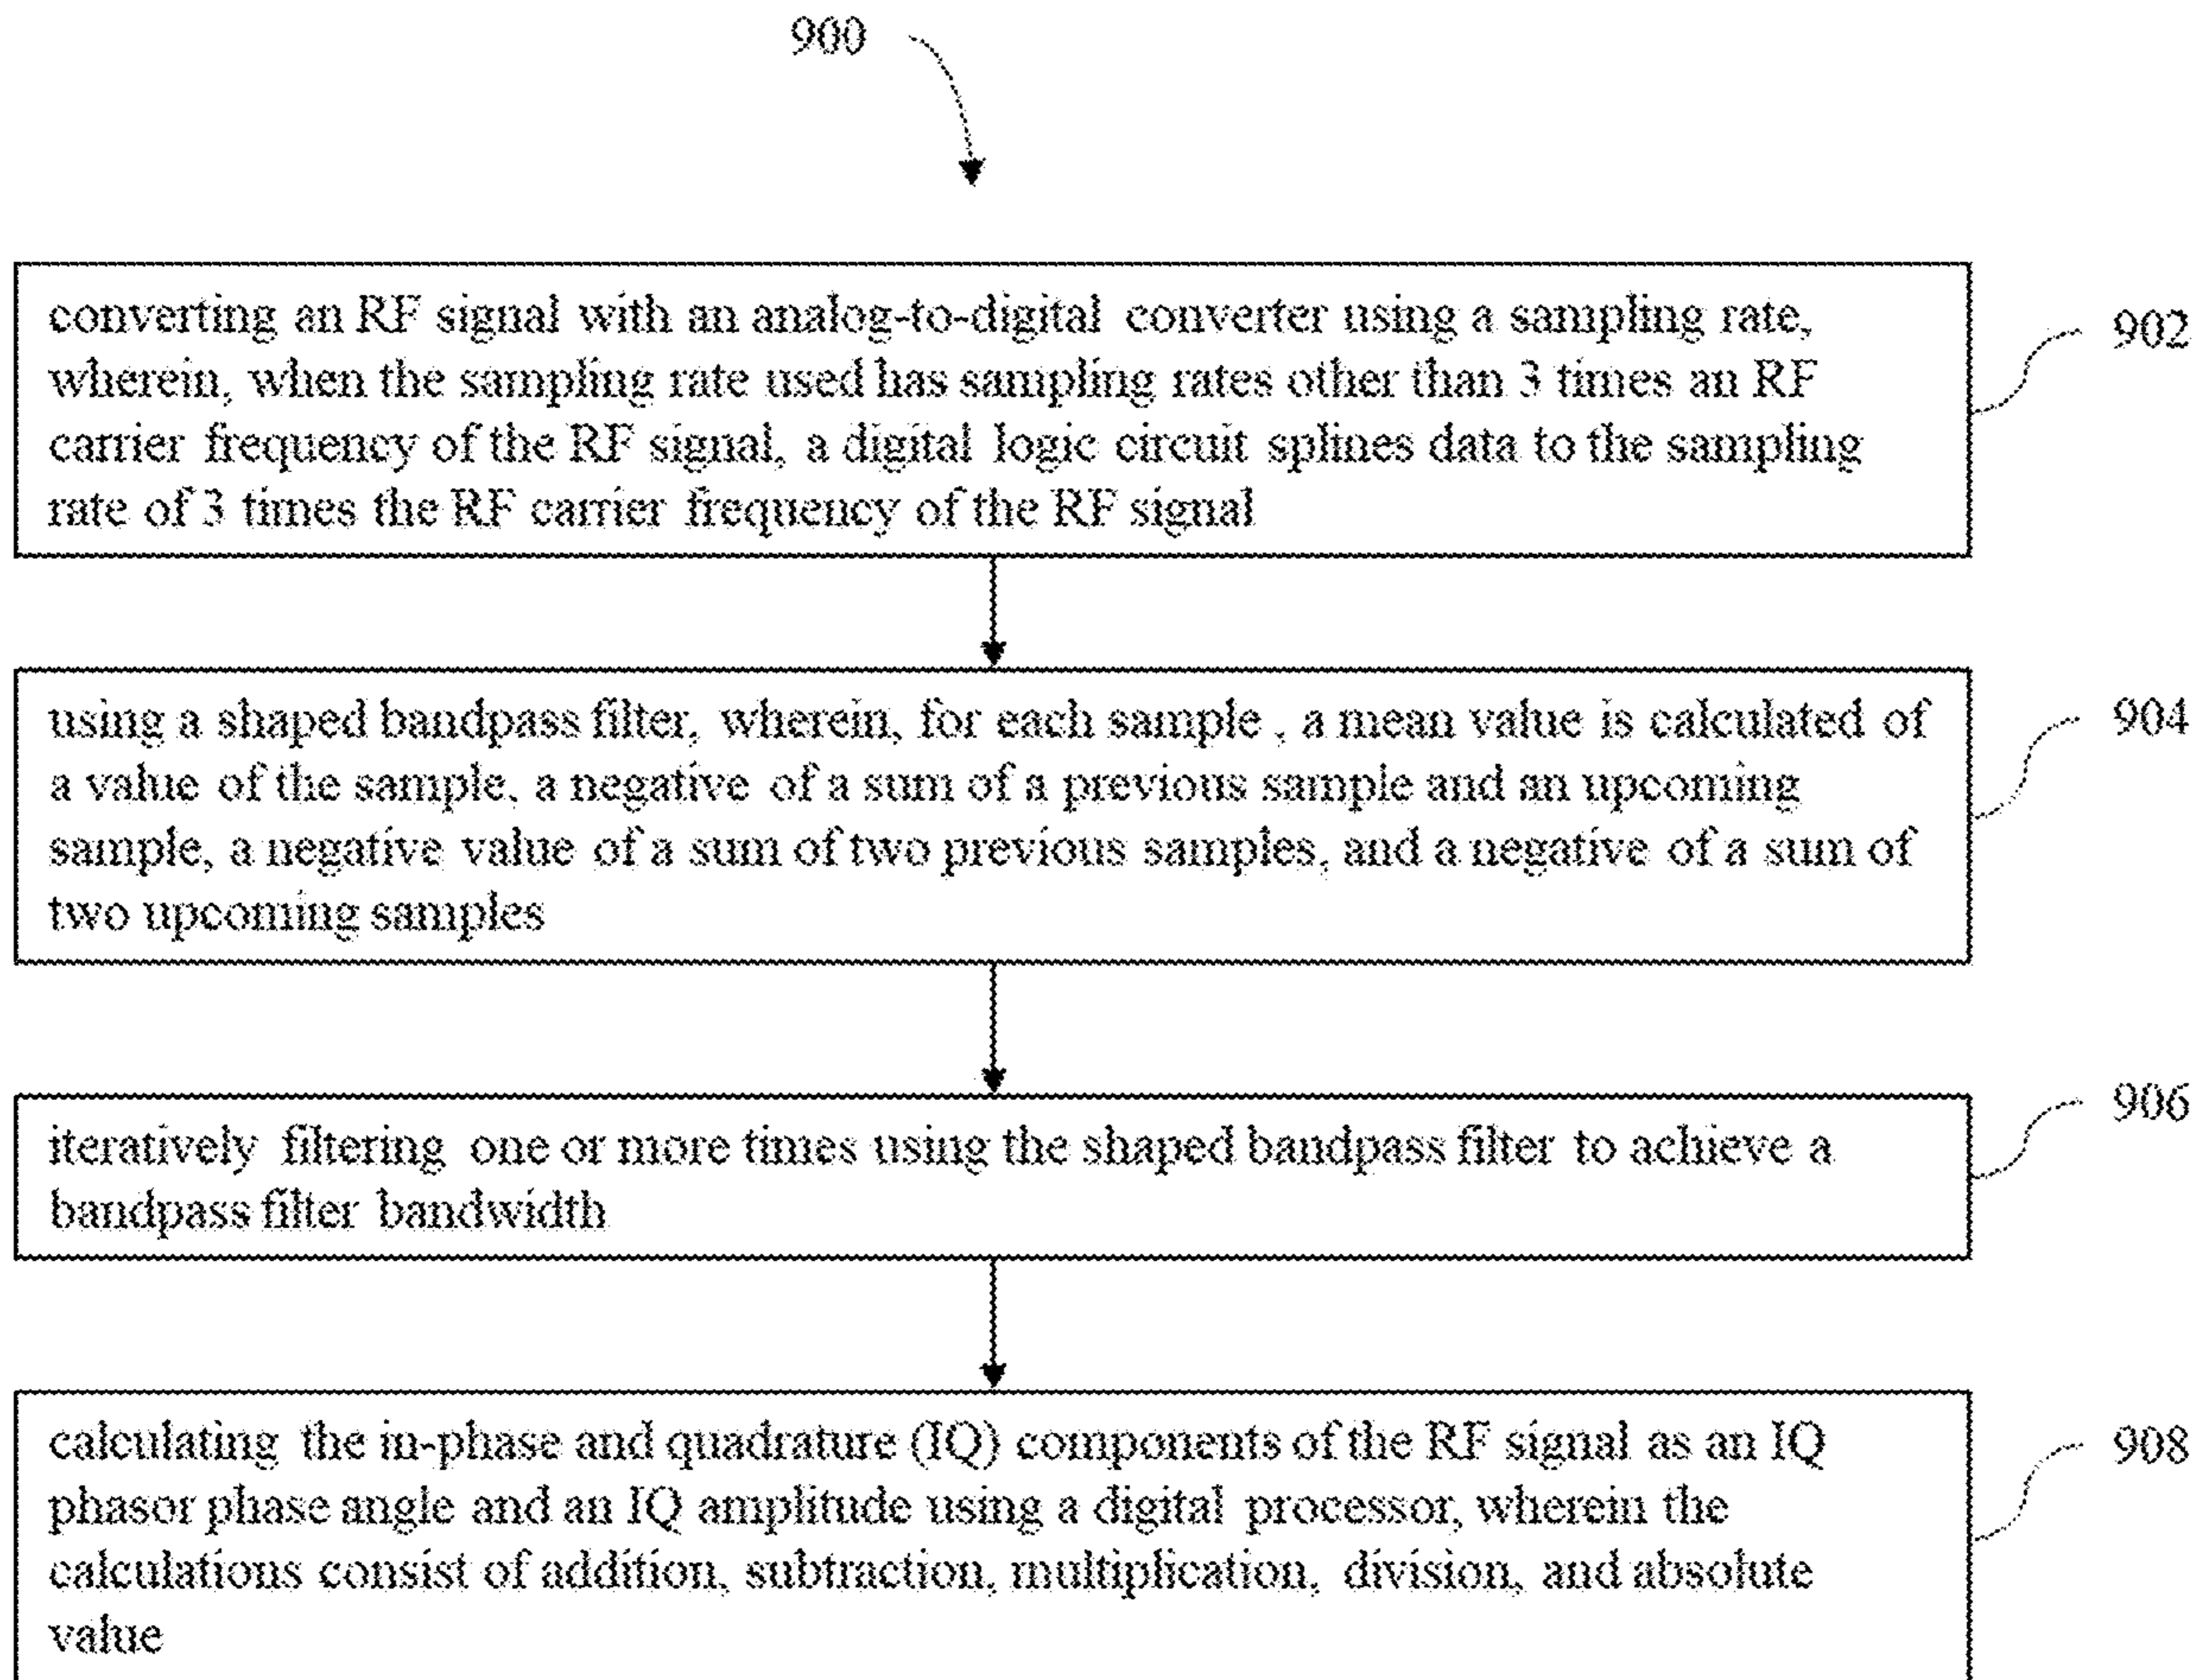 900
converting an RF signal with an analog-to-digital converter using a sampling rate,
wherein, when the sampling rate used has sampling rates other than 3 times an RF
carrier frequency of the RF signal, a digital logic circuit splines data to the sampling
rate of 3 times the RF carrier frequency of the RF signal
902
using a shaped bandpass filter, wherein, for each sample , a mean value is calculated of
a value of the sample, a negative of a sum of a previous sample and an upcoming
sample, a negative value of a sum of two previous samples, and a negative of a sum of
two upcoming samples
904
iteratively filtering one or more times using the shaped bandpass filter to achieve a
bandpass filter bandwidth
906
calculating the in-phase and quadrature (IQ) components of the RF signal as an IQ
phasor phase angle and an IQ amplitude using a digital processor, wherein the
calculations consist of addition, subtraction, multiplication, division, and absolute
value
908